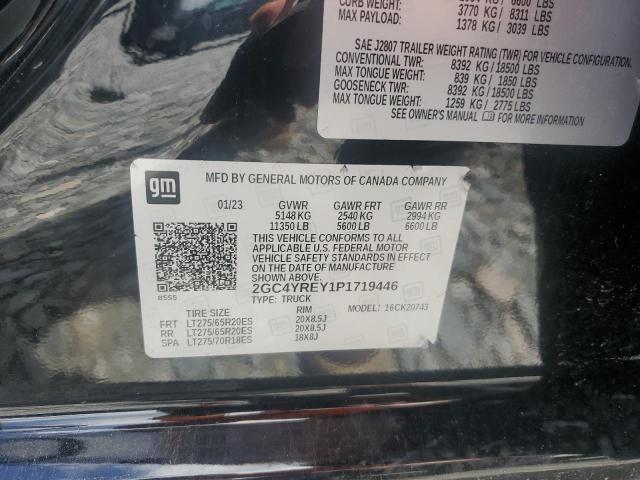 CURB WEIGHT: 3770 KG / 8311 LBS
MAX PAYLOAD: 1378 KG / 3039 LBS
SAE J2807 TRAILER WEIGHT RATING (TWR) FOR VEHICLE CONFIGURATION.
CONVENTIONAL TWR: 8392 KG / 18500 LBS
MAX TONGUE WEIGHT: 839 KG / 1850 LBS
GOOSENECK TWR: 8392 KG / 18500 LBS
MAX TONGUE WEIGHT: 1259 KG / 2775 LBS
SEE OWNER'S MANUAL FOR MORE INFORMATION
gm
MFD BY GENERAL MOTORS OF CANADA COMPANY
01/23 GVWR GAWR FRT GAWR RR
5148 KG 2540 KG 2994 KG
11350 LB 5600 LB 6600 LB
THIS VEHICLE CONFORMS TO ALL
APPLICABLE U.S. FEDERAL MOTOR
VEHICLE SAFETY STANDARDS IN EFFECT
ON THE DATE OF MANUFACTURE
SHOWN ABOVE.
2GC4YREY1P1719446
8555
TYPE: TRUCK MODEL: 16CK20743
TIRE SIZE RIM
FRT LT275/65R20ES 20X8.5J
RR LT275/65R20ES 20X8.5J
SPA LT275/70R18ES 18X8J